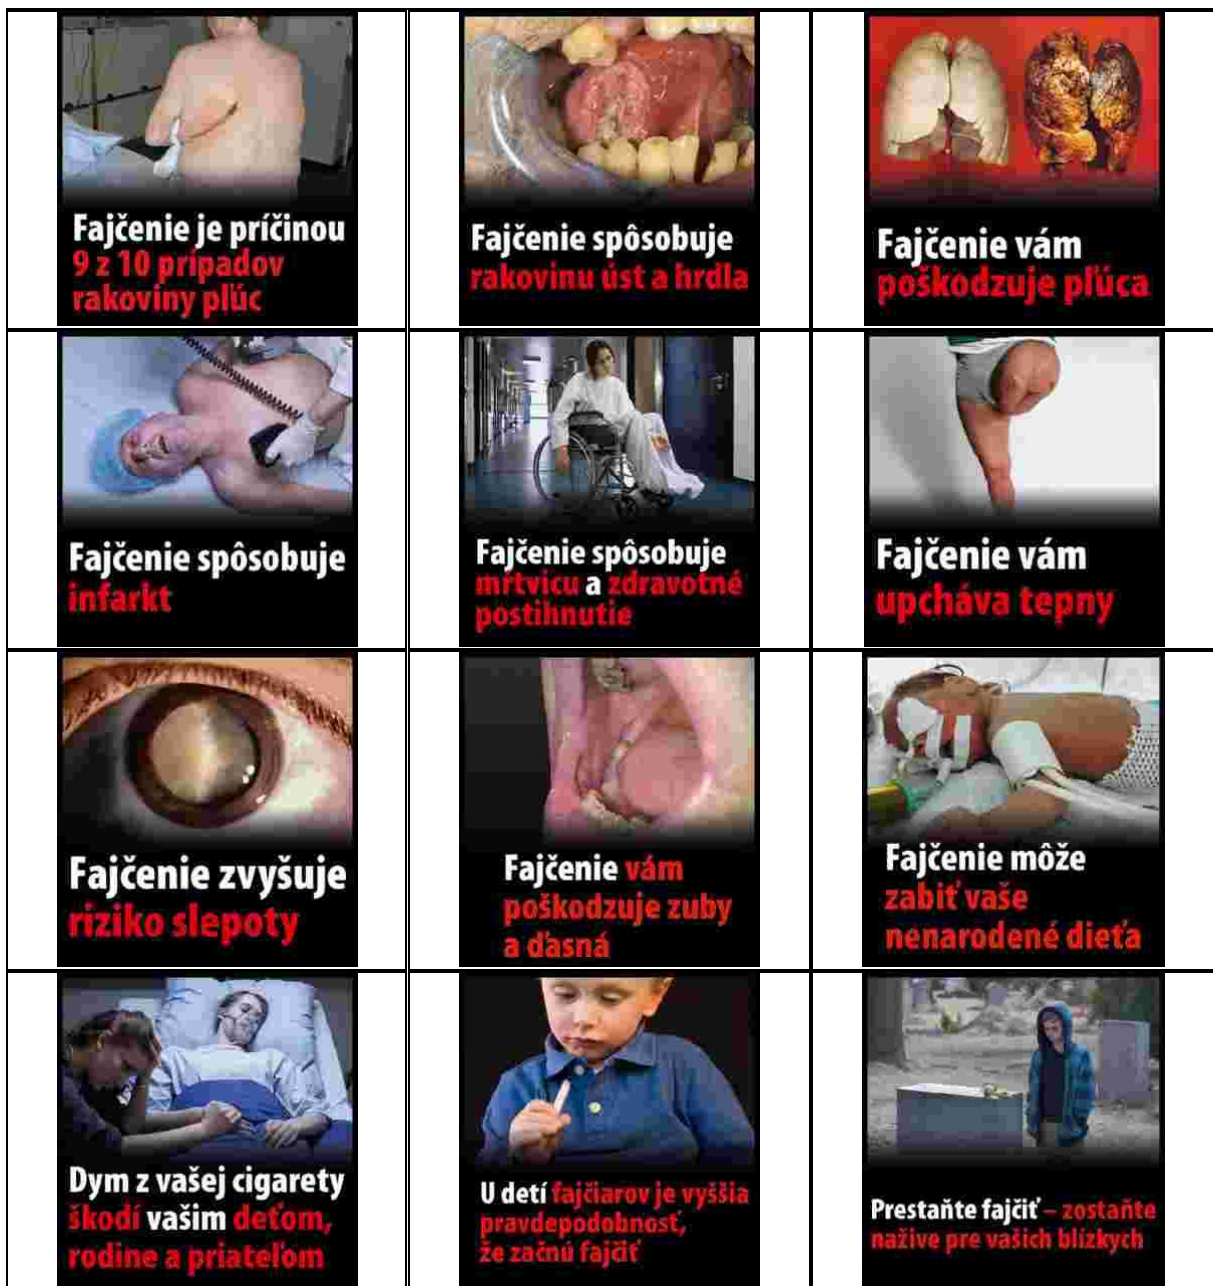 Fajčenie je príčinou
9 z 10 prípadov
rakoviny pľúc
Fajčenie spôsobuje
rakovinu úst a hrdla
Fajčenie vám
poškodzuje pľúca
Fajčenie spôsobuje
infarkt
Fajčenie spôsobuje
mŕtvicu a zdravotné
postihnutie
Fajčenie vám
upcháva tepny
Fajčenie zvyšuje
riziko slepoty
Fajčenie vám
poškodzuje zuby
a ďasná
Fajčenie môže
zabiť vaše
nenarodené dieťa
Dym z vašej cigarety
škodí vašim deťom,
rodine a priateľom
U detí fajčiarov je vyššia
pravdepodobnosť,
že začnú fajčiť
Prestaňte fajčiť – zostaňte
nažive pre vašich blízkych